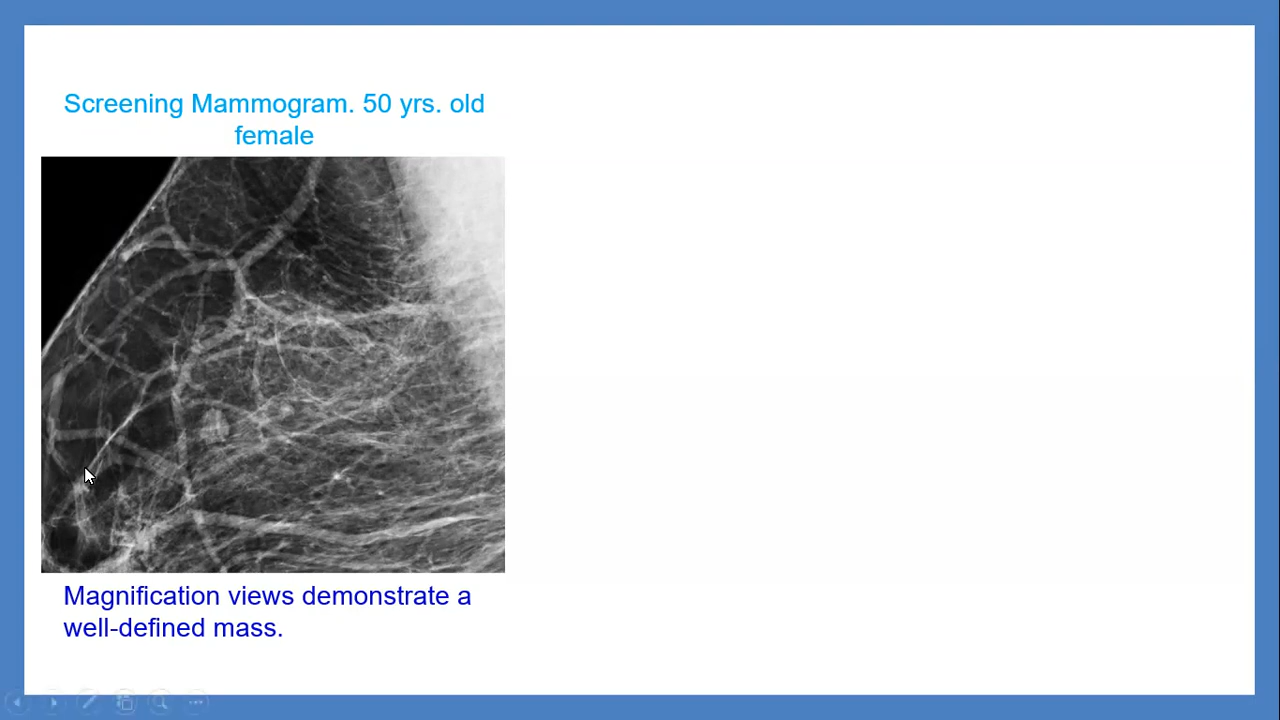 Screening Mammogram. 50 yrs. old
female
Magnification views demonstrate a
well-defined mass.